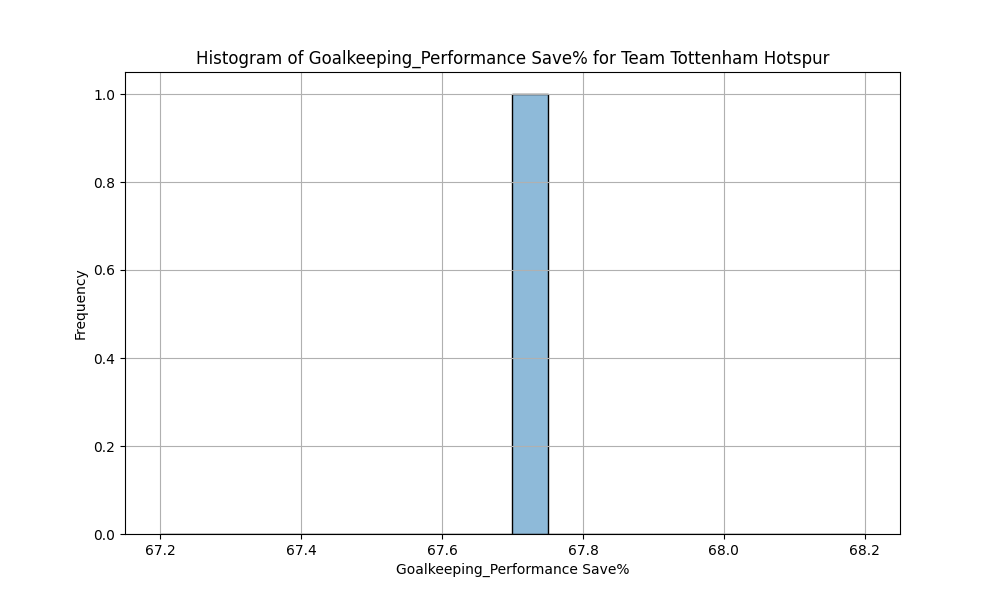 Histogram of Goalkeeping_Performance Save% for Team Tottenham Hotspur
1.0
0.8
0.6
0.4
0.2
0.0
Frequency
67.2 67.4 67.6 67.8 68.0 68.2
Goalkeeping_Performance Save%